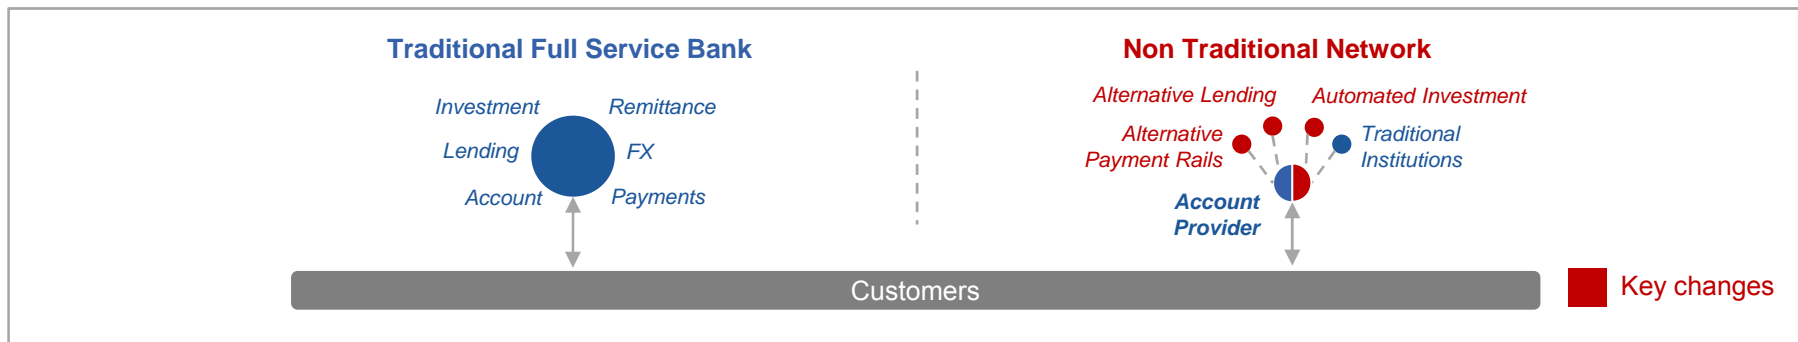 Traditional Full Service Bank
Investment
Remittance
Lending
FX
Account
Payments
Non Traditional Network
Alternative Lending
Automated Investment
Alternative
Payment Rails
Traditional
Institutions
Account
Provider
Customers
Key changes